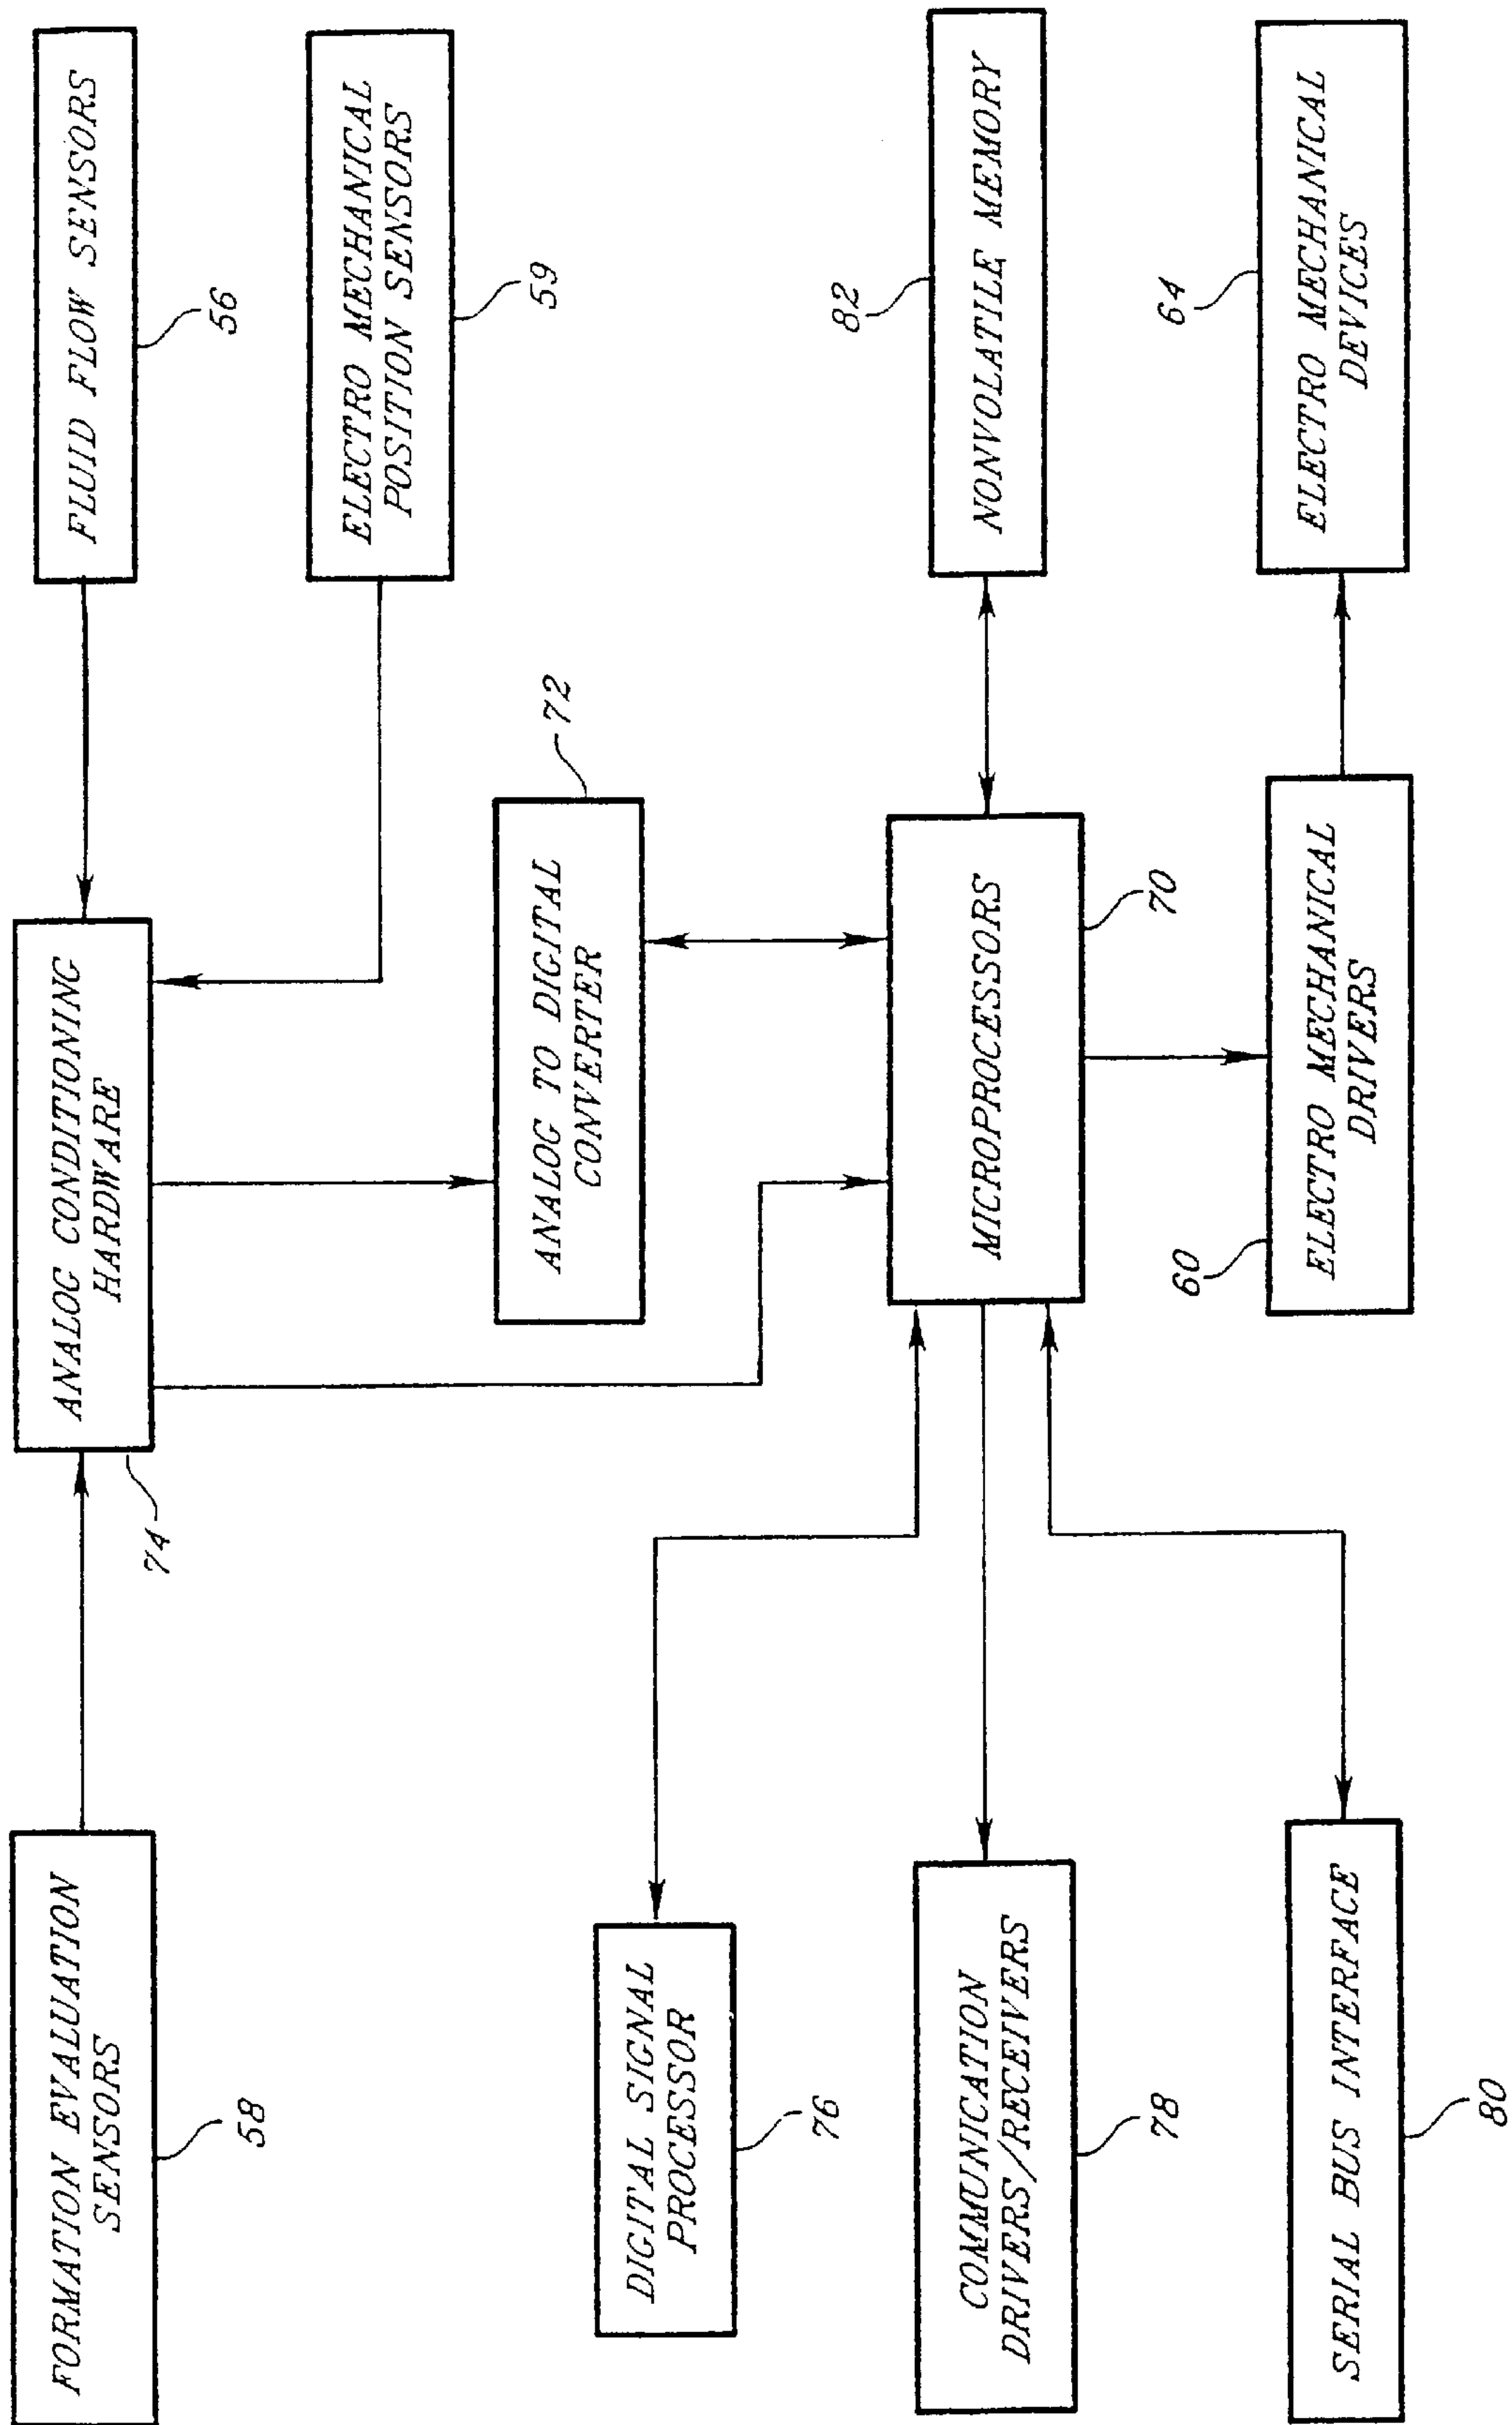 FORMATION EVALUATION
SENSORS
58
ANALOG CONDITIONING
HARDWARE
74
FLUID FLOW SENSORS
56
ELECTRO MECHANICAL
POSITION SENSORS
59
ANALOG TO DIGITAL
CONVERTER
72
DIGITAL SIGNAL
PROCESSOR
76
COMMUNICATION
DRIVERS/RECEIVERS
78
MICROPROCESSORS
70
NONVOLATILE MEMORY
82
SERIAL BUS INTERFACE
80
ELECTRO MECHANICAL
DRIVERS
60
ELECTRO MECHANICAL
DEVICES
64